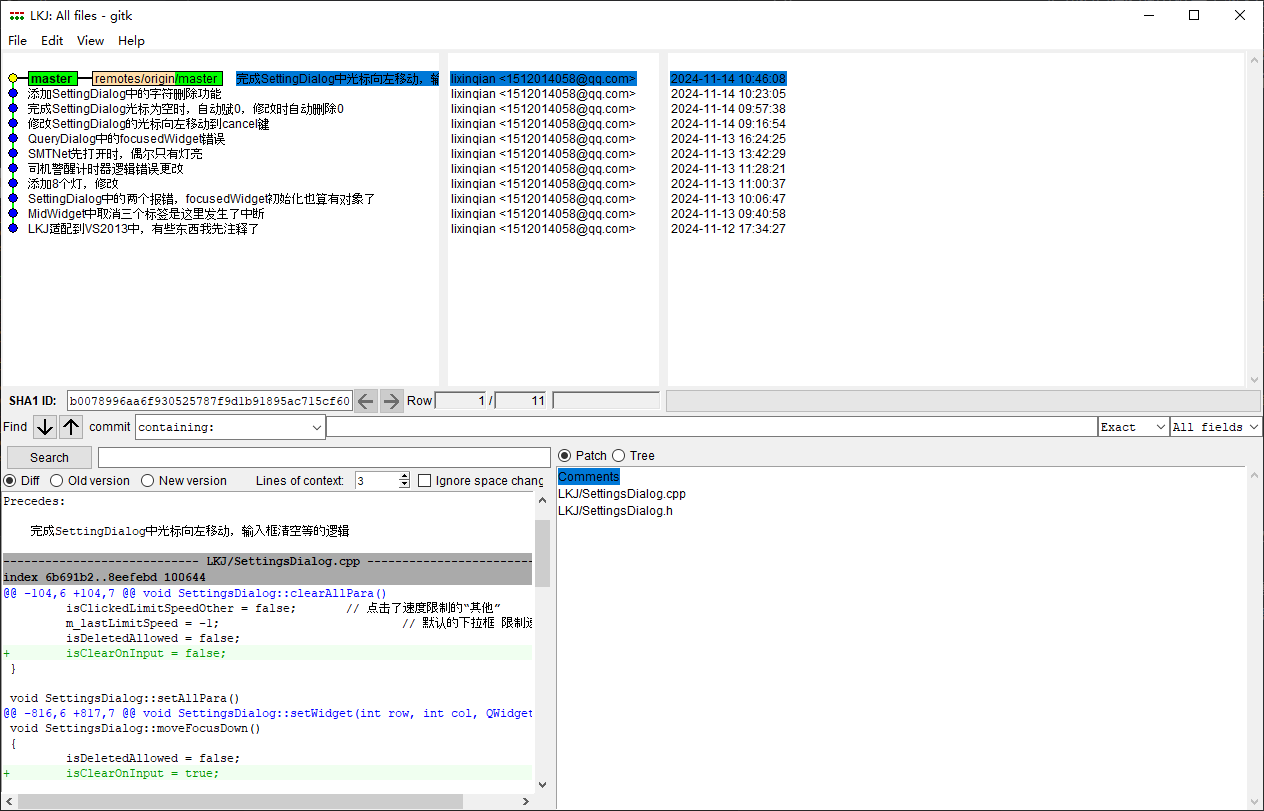 LKJ: All files - gitk
File Edit View Help
master remotes/origin/master 完成SettingDialog中光标向左移动，输 lixinqian <1512014058@qq.com> 2024-11-14 10:46:08
添加SettingDialog中的字符删除功能 lixinqian <1512014058@qq.com> 2024-11-14 10:23:05
完成SettingDialog光标为空时，自动赋0，修改时自动删除0 lixinqian <1512014058@qq.com> 2024-11-14 09:57:38
修改SettingDialog的光标向左移动到cancel键 lixinqian <1512014058@qq.com> 2024-11-14 09:16:54
QueryDialog中的focusedWidget错误 lixinqian <1512014058@qq.com> 2024-11-13 16:24:25
SMTNet先打开时，偶尔只有灯亮 lixinqian <1512014058@qq.com> 2024-11-13 13:42:29
司机警醒计时器逻辑错误更改 lixinqian <1512014058@qq.com> 2024-11-13 11:28:21
添加8个灯，修改 lixinqian <1512014058@qq.com> 2024-11-13 11:00:37
SettingDialog中的两个报错，focusedWidget初始化也算有对象了 lixinqian <1512014058@qq.com> 2024-11-13 10:06:47
MidWidget中取消三个标签是这里发生了中断 lixinqian <1512014058@qq.com> 2024-11-13 09:40:58
LKJ适配到VS2013中，有些东西我先注释了 lixinqian <1512014058@qq.com> 2024-11-12 17:34:27
SHA1 ID: b0078996aa6f930525787f9d1b91895ac715cf60 Row 1 / 11
Find commit containing: Exact All fields
Search Patch Tree
Diff Old version New version Lines of context: 3 Ignore space chang
Comments
LKJ/SettingsDialog.cpp
LKJ/SettingsDialog.h
Precedes:
完成SettingDialog中光标向左移动，输入框清空等的逻辑
---------------------------- LKJ/SettingsDialog.cpp ------------------------
index 6b691b2..8eefebd 100644
@@ -104,6 +104,7 @@ void SettingsDialog::clearAllPara()
isClickedLimitSpeedOther = false; // 点击了速度限制的“其他”
m_lastLimitSpeed = -1; // 默认的下拉框 限制速
isDeletedAllowed = false;
+ isClearOnInput = false;
}
void SettingsDialog::setAllPara()
@@ -816,6 +817,7 @@ void SettingsDialog::setWidget(int row, int col, QWidget
void SettingsDialog::moveFocusDown()
{
isDeletedAllowed = false;
+ isClearOnInput = true;